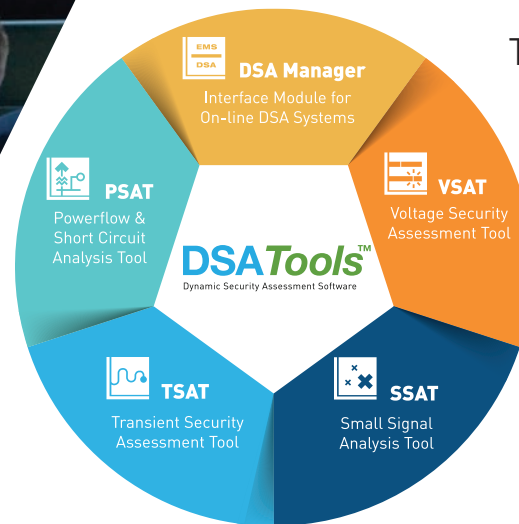 T
EMS
DSA
DSA Manager
Interface Module for
On-line DSA Systems
PSAT
Powerflow &
Short Circuit
Analysis Tool
VSAT
Voltage Security
Assessment Tool
DSATools™
Dynamic Security Assessment Software
TSAT
Transient Security
Assessment Tool
SSAT
Small Signal
Analysis Tool